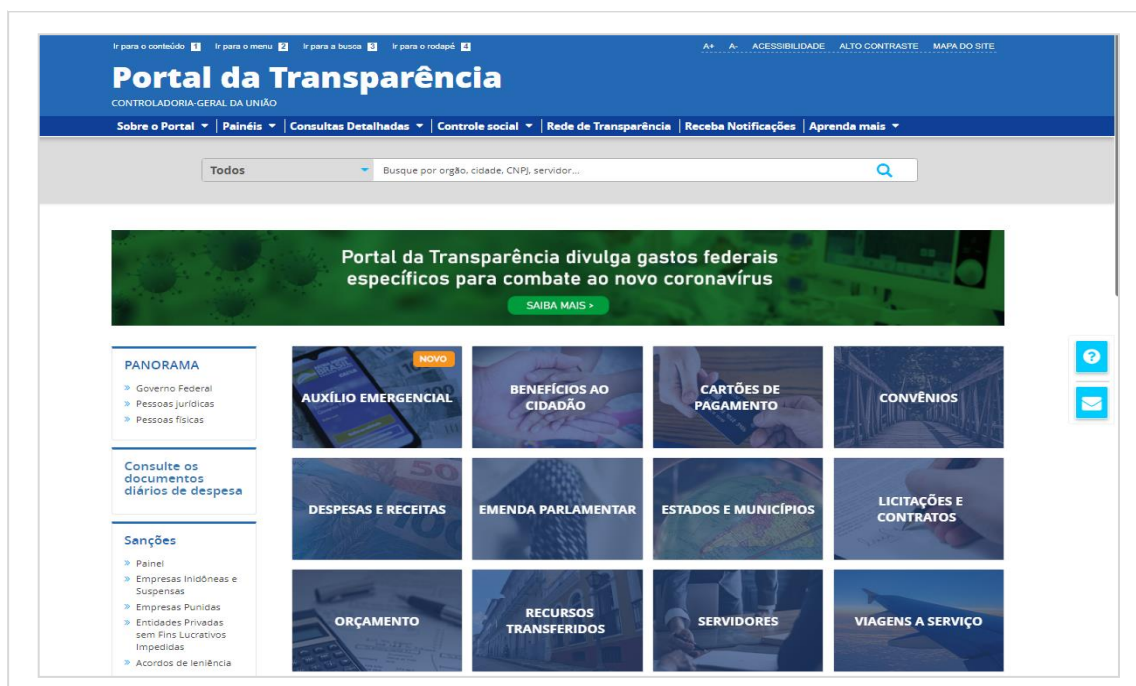 Ir para o conteúdo 1 Ir para o menu 2 Ir para a busca 3 Ir para o rodapé 4
A+ A- ACESSIBILIDADE ALTO CONTRASTE MAPA DO SITE
Portal da Transparência
CONTROLADORIA-GERAL DA UNIÃO
Sobre o Portal Painéis Consultas Detalhadas Controle social Rede de Transparência Receba Notificações Aprenda mais
Todos
Busque por orgão, cidade, CNPJ, servidor...
Portal da Transparência divulga gastos federais
específicos para combate ao novo coronavírus
SAIBA MAIS >
PANORAMA
» Governo Federal
» Pessoas jurídicas
» Pessoas físicas
Consulte os
documentos
diários de despesa
Sanções
» Painel
» Empresas Inidôneas e
Suspensas
» Empresas Punidas
» Entidades Privadas
sem Fins Lucrativos
Impedidas
» Acordos de leniência
NOVO
AUXÍLIO EMERGENCIAL
BENEFÍCIOS AO
CIDADÃO
CARTÕES DE
PAGAMENTO
CONVÊNIOS
DESPESAS E RECEITAS
EMENDA PARLAMENTAR
ESTADOS E MUNICÍPIOS
LICITAÇÕES E
CONTRATOS
ORÇAMENTO
RECURSOS
TRANSFERIDOS
SERVIDORES
VIAGENS A SERVIÇO